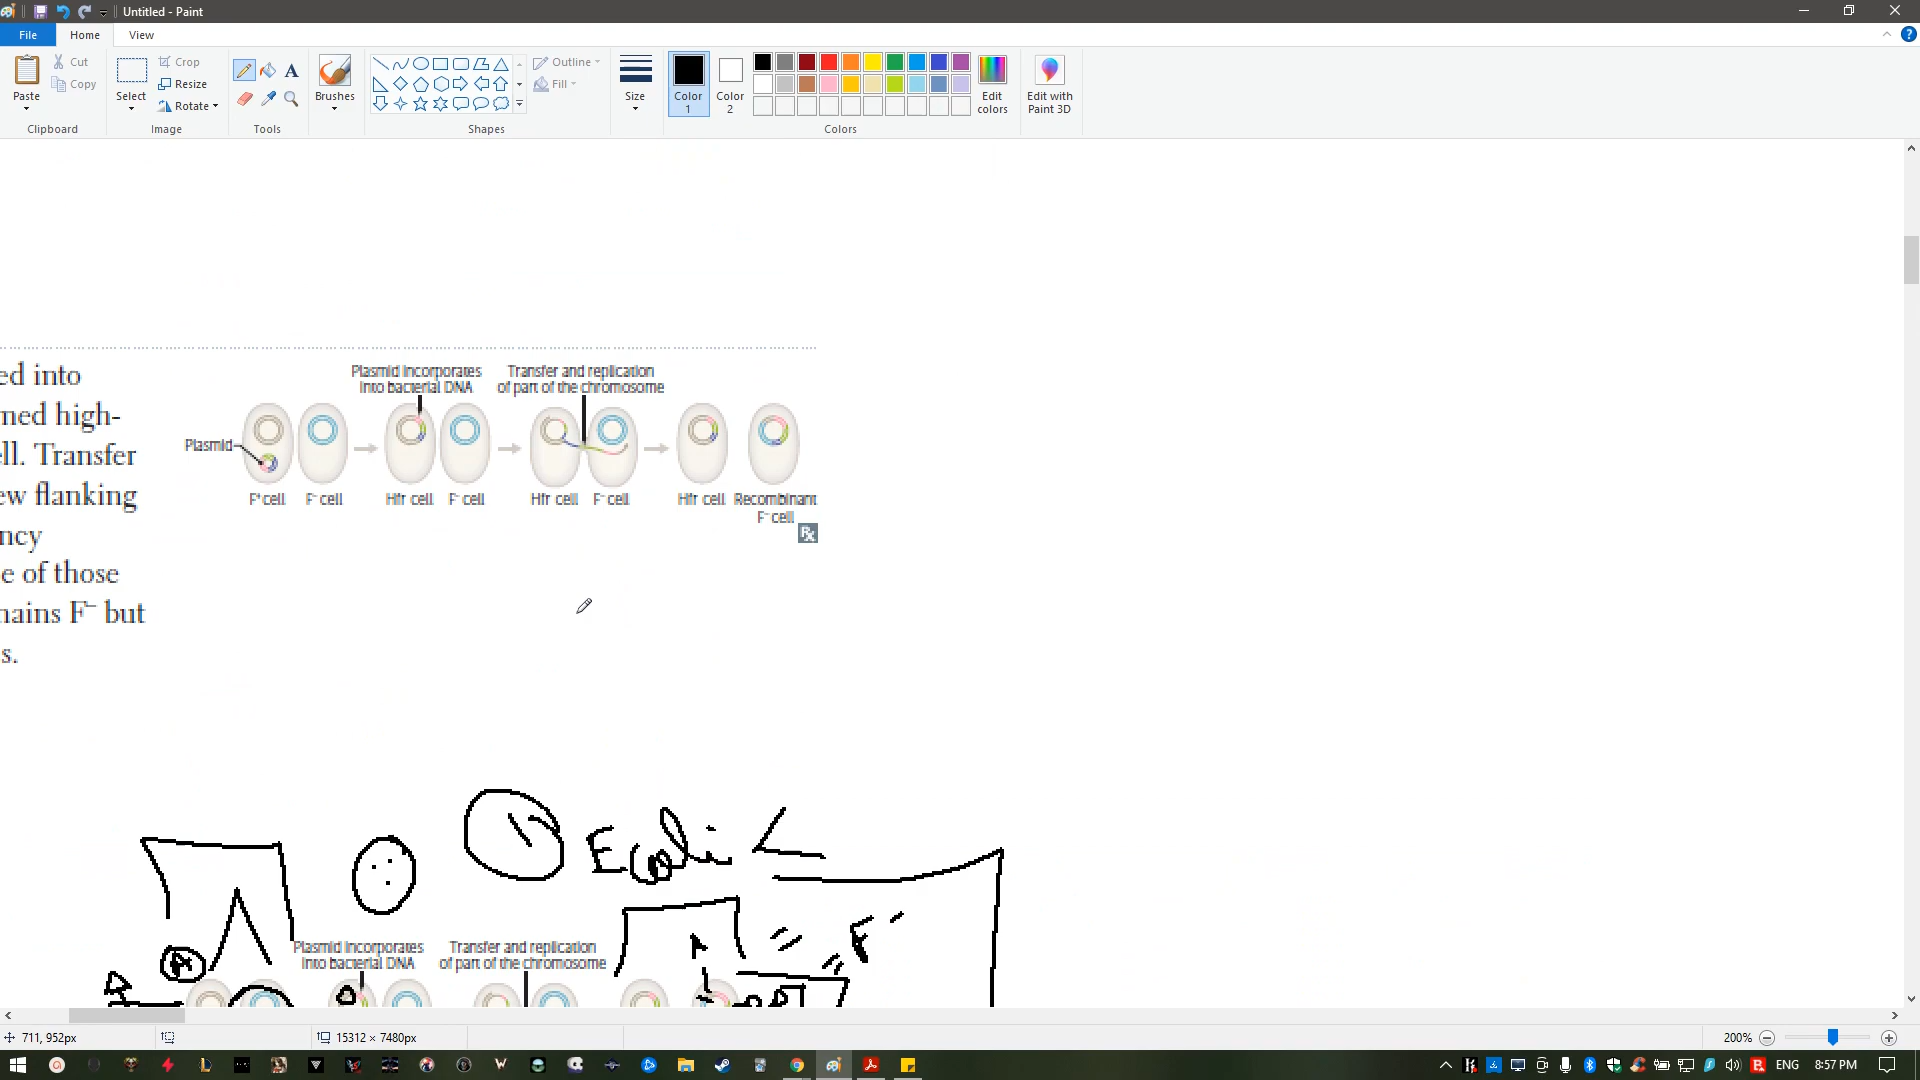 Untitled - Paint
File Home View
Cut
Copy
Paste
Clipboard
Crop
Resize
Rotate
Select
Image
A
Tools
Brushes
Outline
Fill
Shapes
Size
Color 1
Color 2
Edit colors
Edit with Paint 3D
Colors
ed into
med high-
ell. Transfer
ew flanking
ncy
e of those
nains F⁻ but
s.
Plasmid incorporates
into bacterial DNA
Transfer and replication
of part of the chromosome
Plasmid
F⁺ cell F⁻ cell Hfr cell F⁻ cell Hfr cell F⁻ cell Hfr cell Recombinant
F⁻ cell
Rx
E Coli
F⁻
A
Plasmid incorporates
into bacterial DNA
Transfer and replication
of part of the chromosome
711, 952px
15312 × 7480px
200%
ENG
8:57 PM